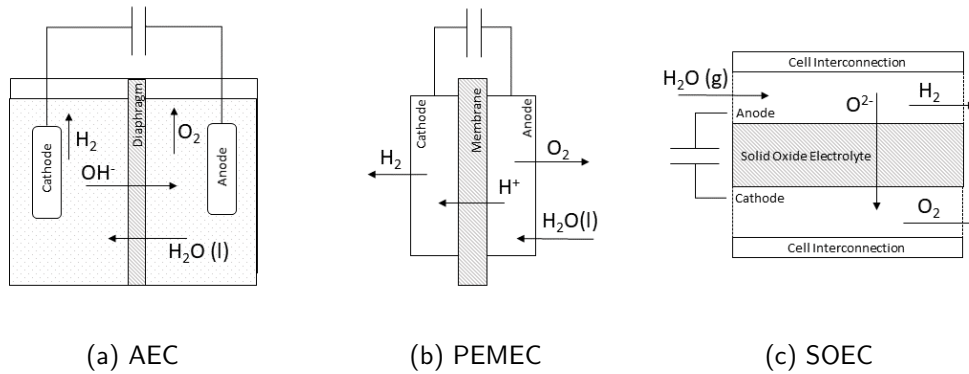 H₂
OH⁻
Cathode
Diaphragm
O₂
Anode
H₂O (l)
(a) AEC
Cathode
Membrane
Anode
H₂
O₂
H⁺
H₂O(l)
(b) PEMEC
Cell Interconnection
H₂O (g)
O²⁻
H₂
Anode
Solid Oxide Electrolyte
Cathode
O₂
Cell Interconnection
(c) SOEC